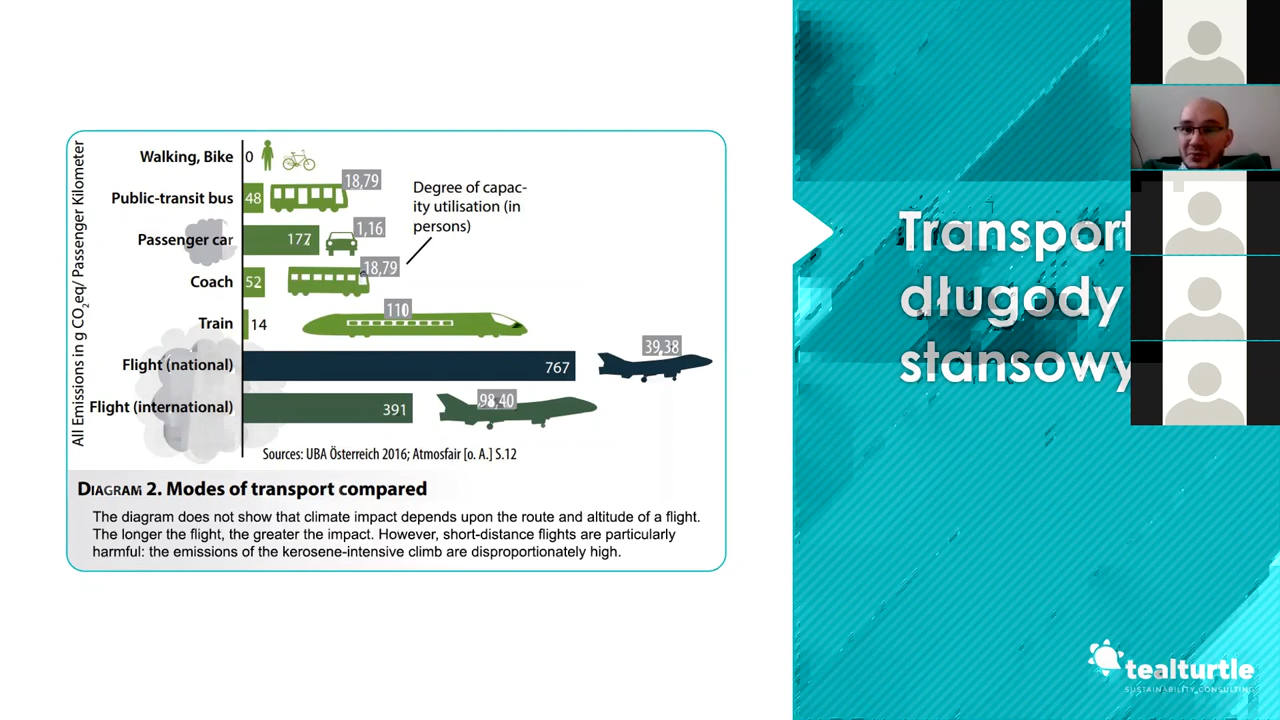 All Emissions in g CO2eq/ Passenger Kilometer
Walking, Bike 0
Public-transit bus 48 18,79
Passenger car 177 1,16
Coach 52 18,79
Train 14 110
Flight (national) 767 39,38
Flight (international) 391 98,40
Degree of capac-
ity utilisation (in
persons)
Sources: UBA Österreich 2016; Atmosfair [o. A.] S.12
DIAGRAM 2. Modes of transport compared
The diagram does not show that climate impact depends upon the route and altitude of a flight.
The longer the flight, the greater the impact. However, short-distance flights are particularly
harmful: the emissions of the kerosene-intensive climb are disproportionately high.
Transport
długody
stansowy
tealturtle
SUSTAINABILITY CONSULTING